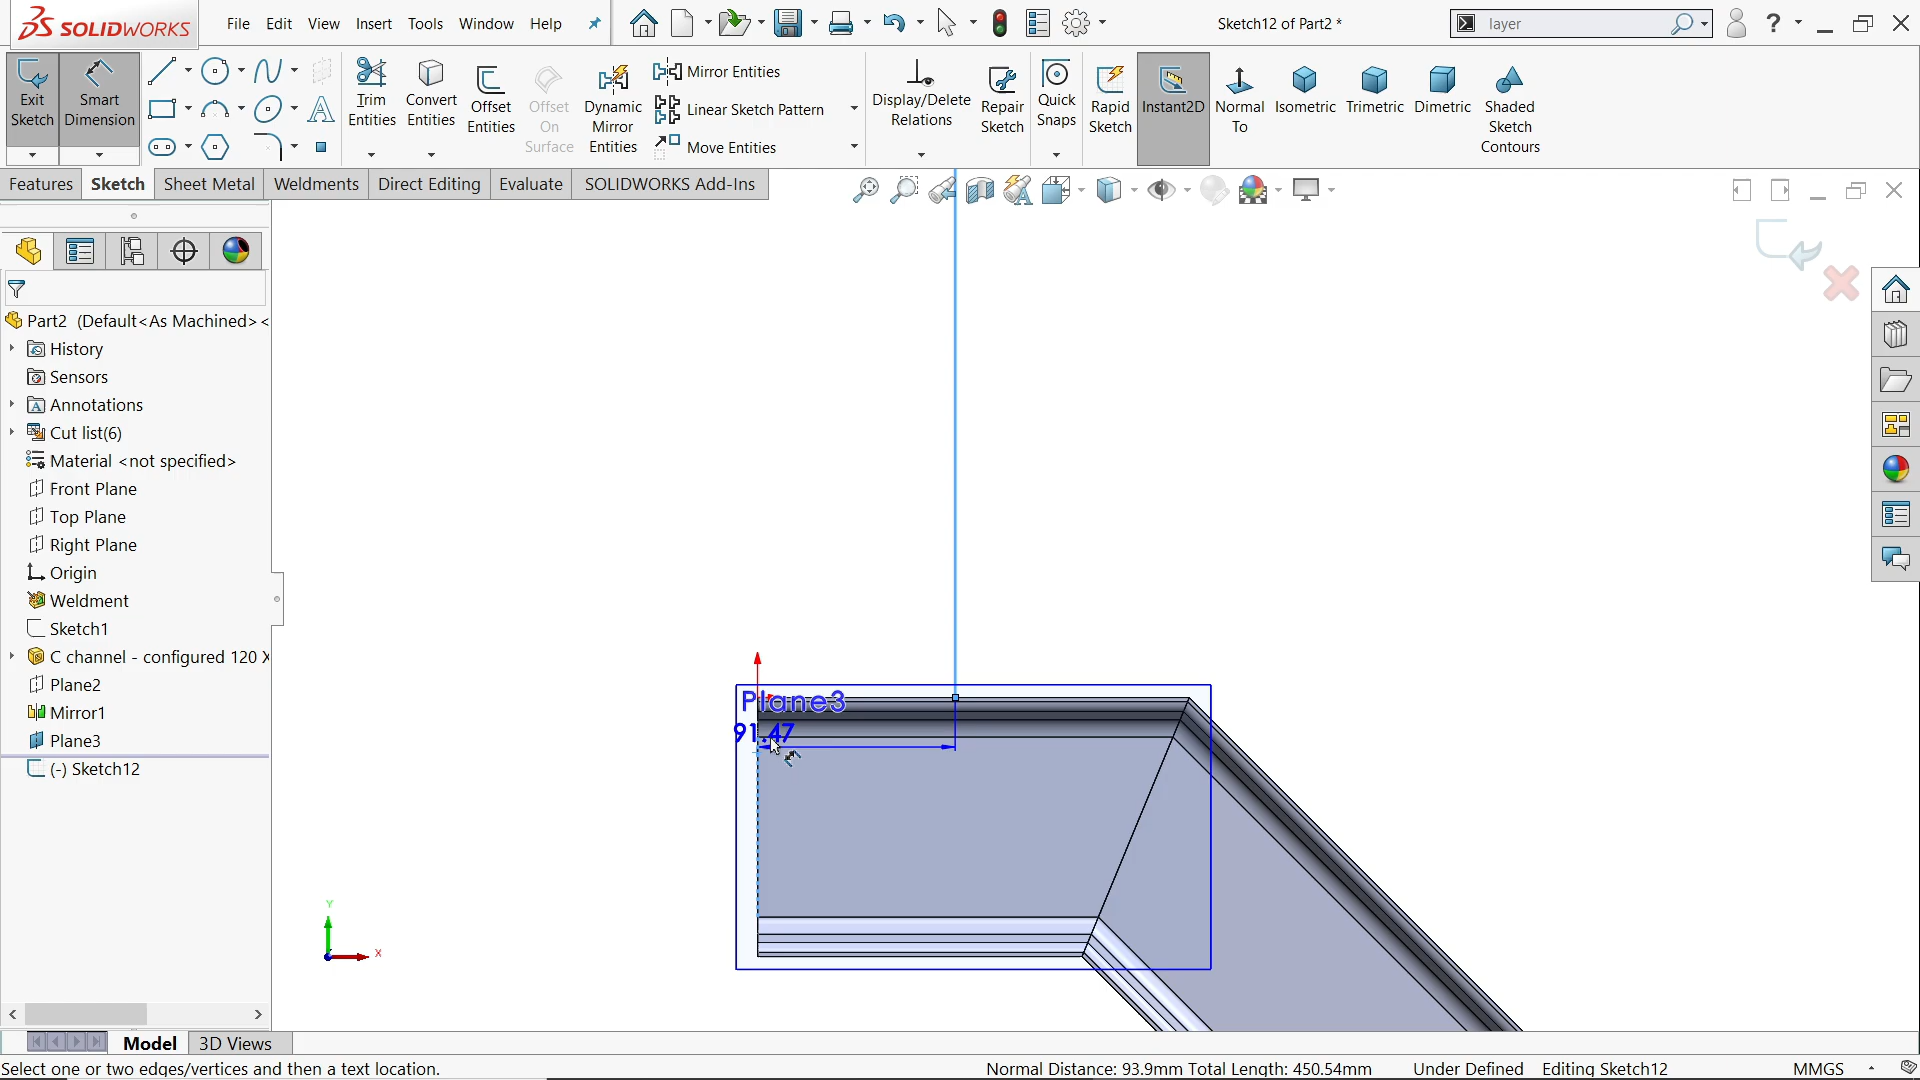 SOLIDWORKS
File Edit View Insert Tools Window Help
Sketch12 of Part2 *
layer
?
Exit Sketch
Smart Dimension
Trim Entities
Convert Entities
Offset Entities
Offset On Surface
Dynamic Mirror Entities
Mirror Entities
Linear Sketch Pattern
Move Entities
Display/Delete Relations
Repair Sketch
Quick Snaps
Rapid Sketch
Instant2D
Normal To
Isometric
Trimetric
Dimetric
Shaded Sketch Contours
Features Sketch Sheet Metal Weldments Direct Editing Evaluate SOLIDWORKS Add-Ins
Part2 (Default<As Machined> <
History
Sensors
Annotations
Cut list(6)
Material <not specified>
Front Plane
Top Plane
Right Plane
Origin
Weldment
Sketch1
C channel - configured 120 X
Plane2
Mirror1
Plane3
(-) Sketch12
Plane3
91.47
Y
X
Model 3D Views
Select one or two edges/vertices and then a text location.
Normal Distance: 93.9mm Total Length: 450.54mm Under Defined Editing Sketch12 MMGS